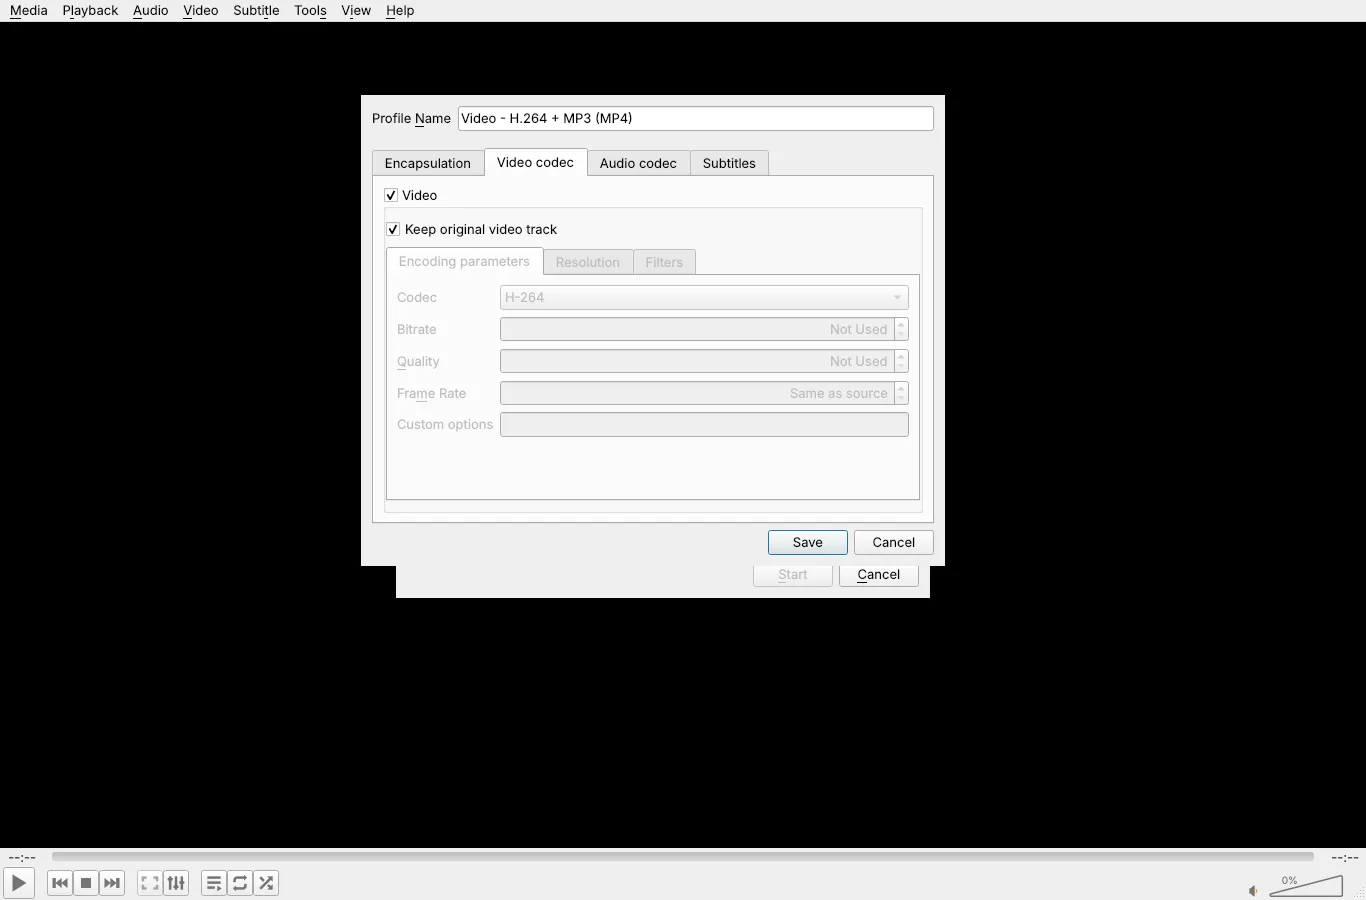 Media Playback Audio Video Subtitle Tools View Help
Profile Name Video - H.264 + MP3 (MP4)
Encapsulation Video codec Audio codec Subtitles
Video
Keep original video track
Encoding parameters Resolution Filters
Codec H-264
Bitrate Not Used
Quality Not Used
Frame Rate Same as source
Custom options
Save Cancel
Start Cancel
--:-- --:--
0%